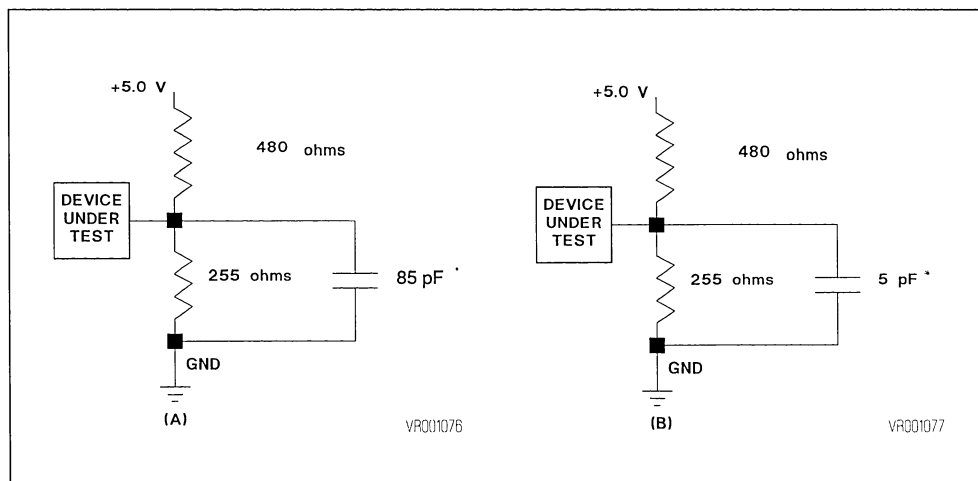 +5.0 V
480 ohms
DEVICE
UNDER
TEST
255 ohms
85 pF *
GND
(A)
VR001076
+5.0 V
480 ohms
DEVICE
UNDER
TEST
255 ohms
5 pF *
GND
(B)
VR001077